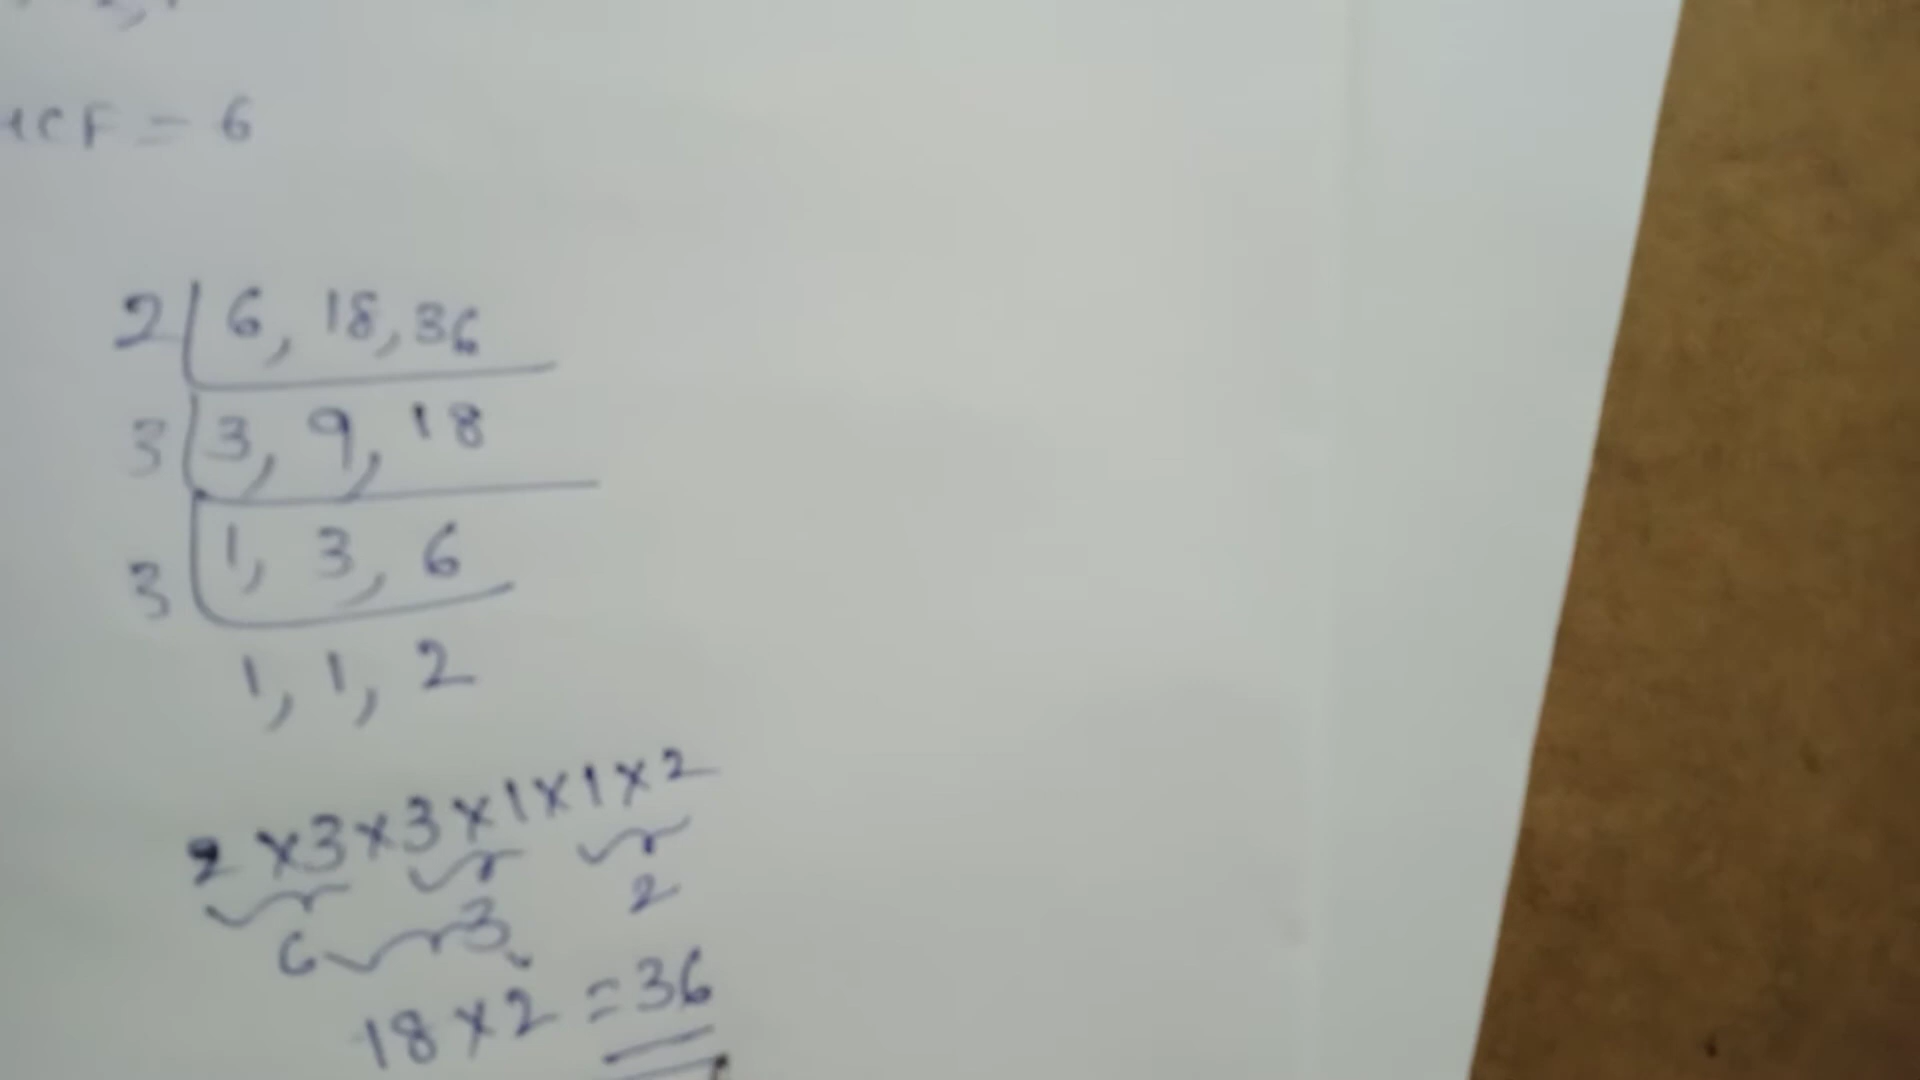 HCF = 6
2 6, 18, 36
3 3, 9, 18
3 1, 3, 6
1, 1, 2
2 x 3 x 3 x 1 x 1 x 2
6 3 2
18 x 2 = 36